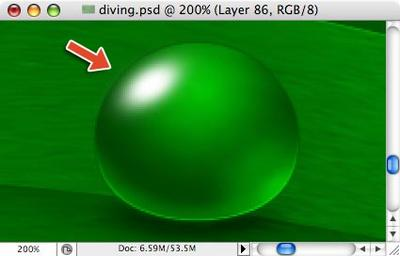 diving.psd @ 200% (Layer 86, RGB/8)
200% Doc: 6.59M/53.5M